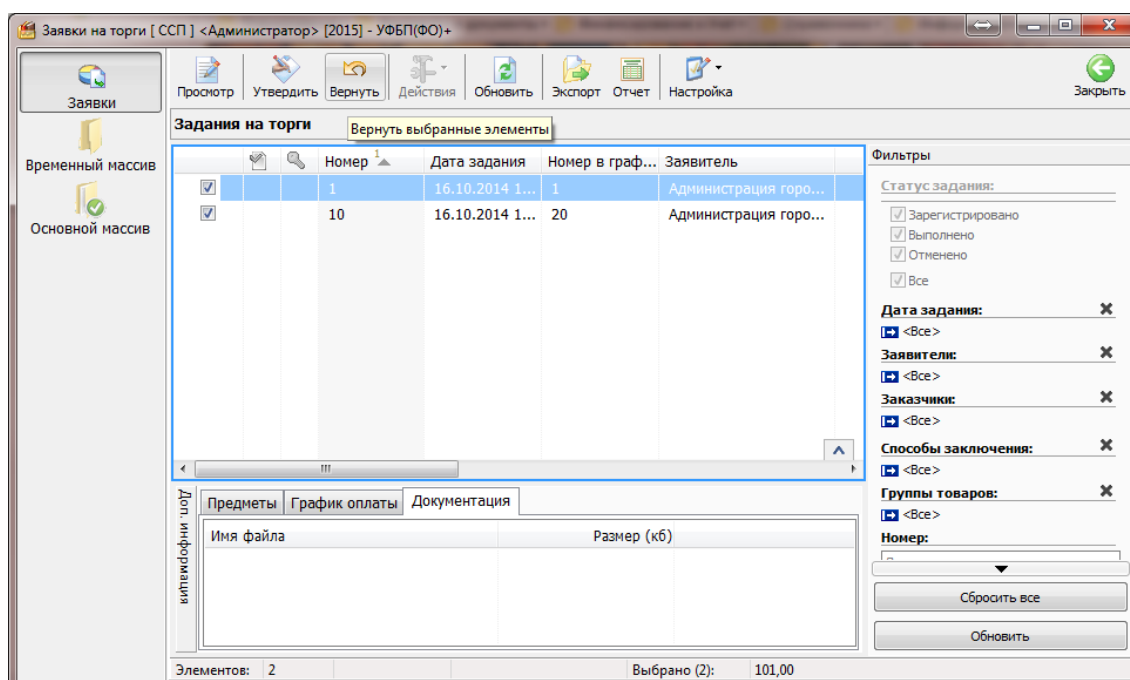 Заявки на торги [ ССП ] <Администратор> [2015] - УФБП(ФО)+
Заявки
Временный массив
Основной массив
Просмотр Утвердить Вернуть Действия Обновить Экспорт Отчет Настройка Закрыть
Задания на торги
Вернуть выбранные элементы
Номер 1 Дата задания Номер в граф... Заявитель
1 16.10.2014 1... 1 Администрация горо...
10 16.10.2014 1... 20 Администрация горо...
Фильтры
Статус задания:
Зарегистрировано
Выполнено
Отменено
Все
Дата задания:
<Все>
Заявители:
<Все>
Заказчики:
<Все>
Способы заключения:
<Все>
Группы товаров:
<Все>
Номер:
Сбросить все
Обновить
Доп. информация
Предметы График оплаты Документация
Имя файла Размер (кб)
Элементов: 2 Выбрано (2): 101,00